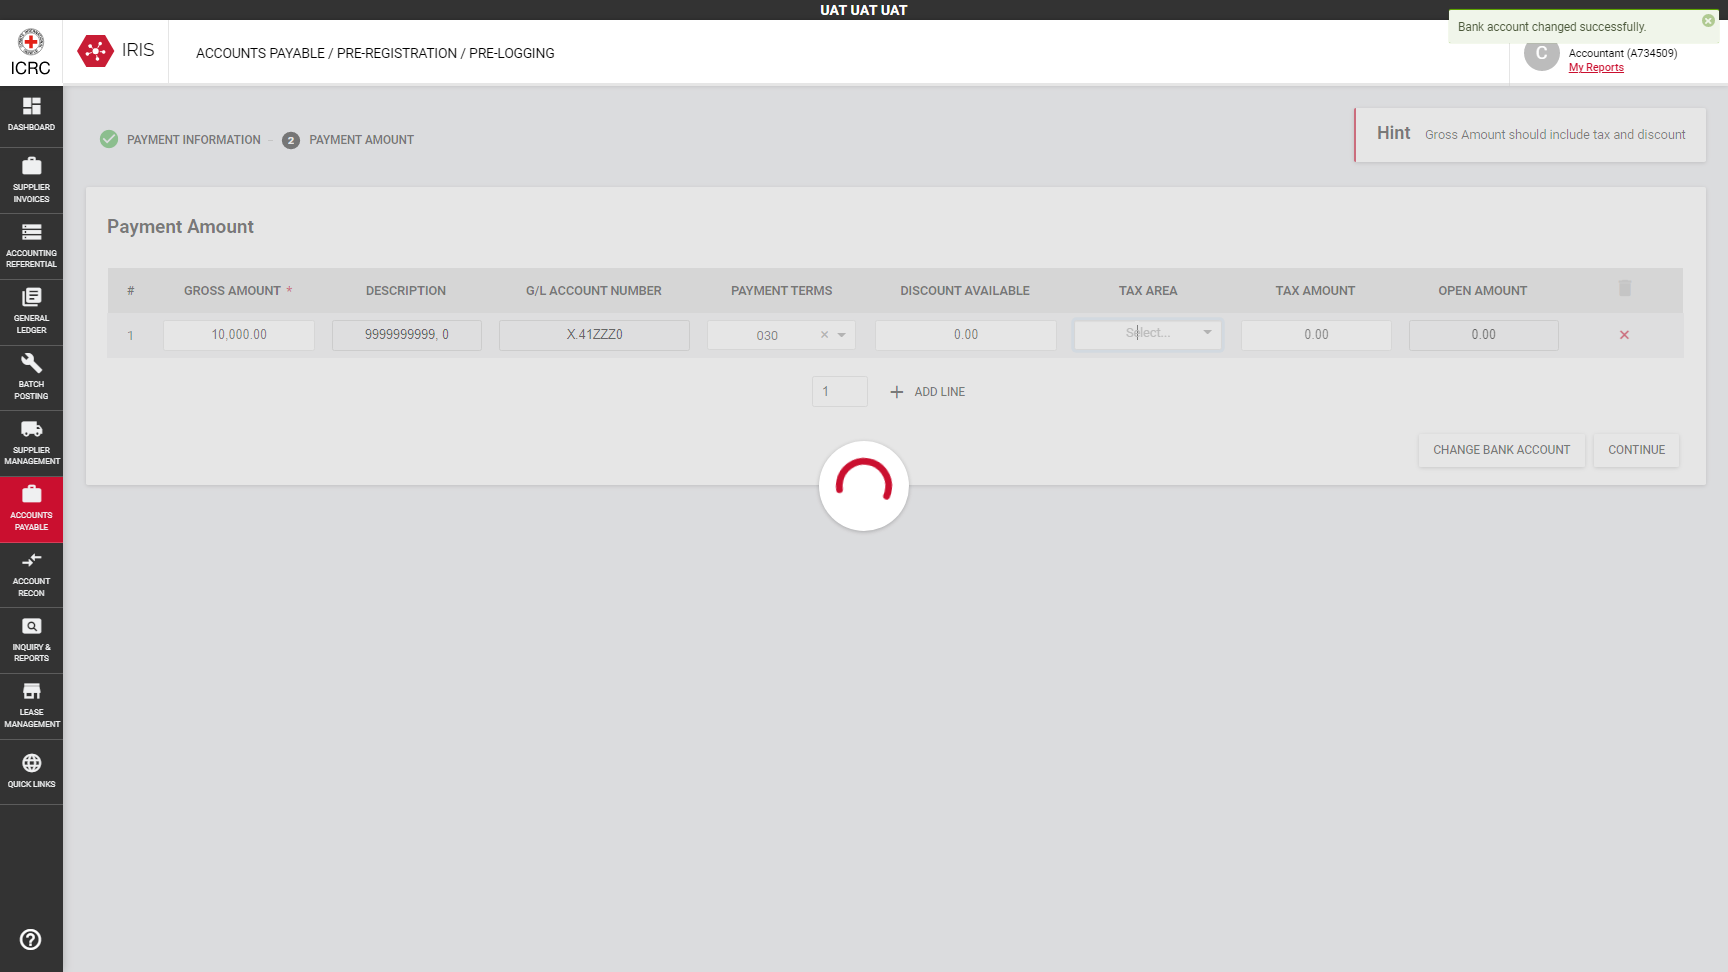 UAT UAT UAT
Bank account changed successfully.
ICRC
IRIS
ACCOUNTS PAYABLE / PRE-REGISTRATION / PRE-LOGGING
C
Accountant (A734509)
My Reports
DASHBOARD
SUPPLIER
INVOICES
ACCOUNTING
REFERENTIAL
GENERAL
LEDGER
BATCH
POSTING
SUPPLIER
MANAGEMENT
ACCOUNTS
PAYABLE
ACCOUNT
RECON
INQUIRY &
REPORTS
LEASE
MANAGEMENT
QUICK LINKS
PAYMENT INFORMATION
2 PAYMENT AMOUNT
Hint Gross Amount should include tax and discount
Payment Amount
# GROSS AMOUNT * DESCRIPTION G/L ACCOUNT NUMBER PAYMENT TERMS DISCOUNT AVAILABLE TAX AREA TAX AMOUNT OPEN AMOUNT
1 10,000.00 9999999999, 0 X.41ZZZ0 030 0.00 Select... 0.00 0.00
1 ADD LINE
CHANGE BANK ACCOUNT CONTINUE